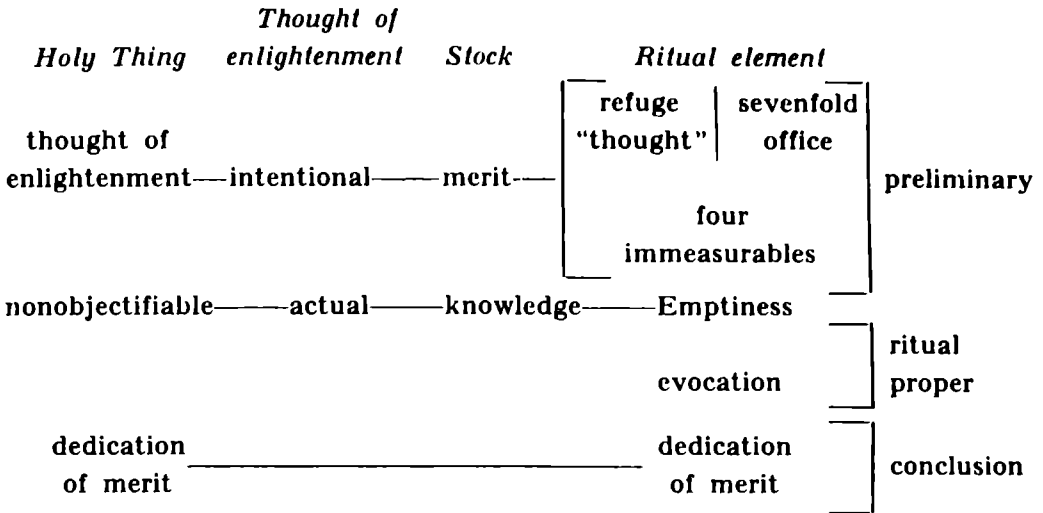 Thought of
Holy Thing enlightenment Stock Ritual element
refuge sevenfold
thought of "thought" office
enlightenment intentional merit preliminary
four
immeasurables
nonobjectifiable actual knowledge Emptiness
ritual
evocation proper
dedication dedication
of merit of merit conclusion